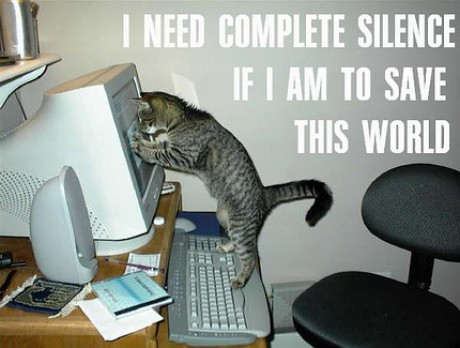 I NEED COMPLETE SILENCE
IF I AM TO SAVE
THIS WORLD